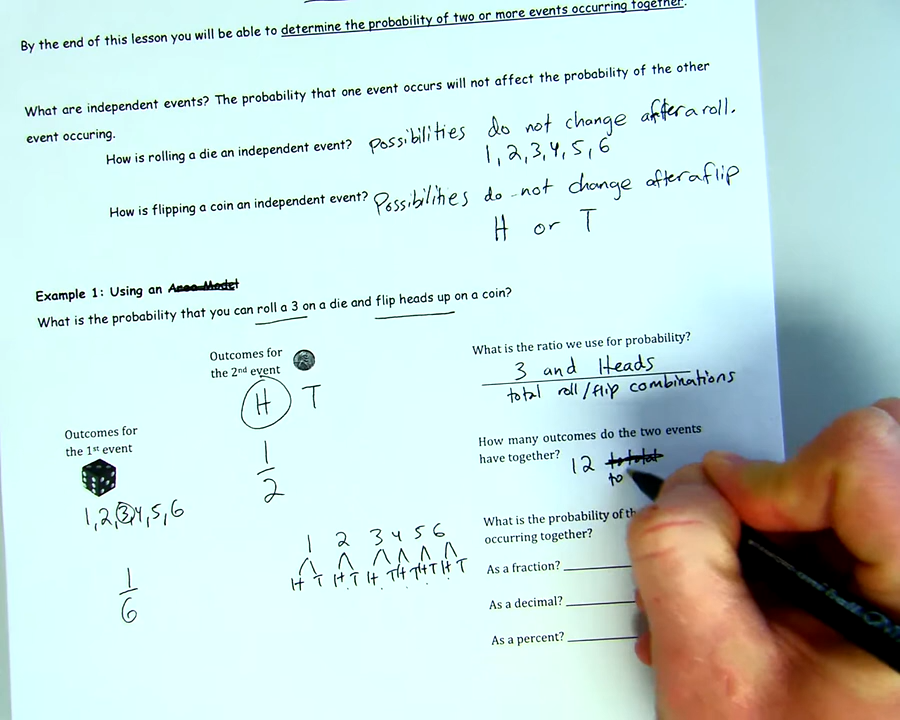 By the end of this lesson you will be able to determine the probability of two or more events occurring together.
What are independent events? The probability that one event occurs will not affect the probability of the other
event occuring.
How is rolling a die an independent event? Possibilities do not change after a roll.
1, 2, 3, 4, 5, 6
How is flipping a coin an independent event? Possibilities do not change after a flip
H or T
Example 1: Using an Area Model
What is the probability that you can roll a 3 on a die and flip heads up on a coin?
Outcomes for
the 2nd event
H T
1
2
Outcomes for
the 1st event
1, 2, 3, 4, 5, 6
1
6
1 2 3 4 5 6
H T H T H T H T H T H T
What is the ratio we use for probability?
3 and Heads
total roll/flip combinations
How many outcomes do the two events
have together? 12
to
What is the probability of
occurring together?
As a fraction?
As a decimal?
As a percent?